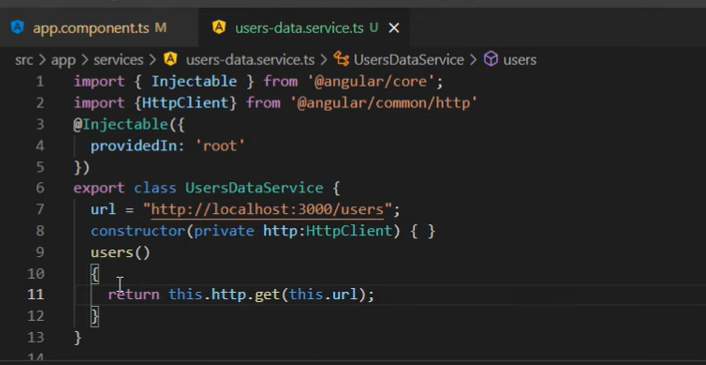 app.component.ts M users-data.service.ts U
src > app > services > users-data.service.ts > UsersDataService > users
1 import { Injectable } from '@angular/core';
2 import {HttpClient} from '@angular/common/http'
3 @Injectable({
4 providedIn: 'root'
5 })
6 export class UsersDataService {
7 url = "http://localhost:3000/users";
8 constructor(private http:HttpClient) { }
9 users()
10 {
11 return this.http.get(this.url);
12 }
13 }
14